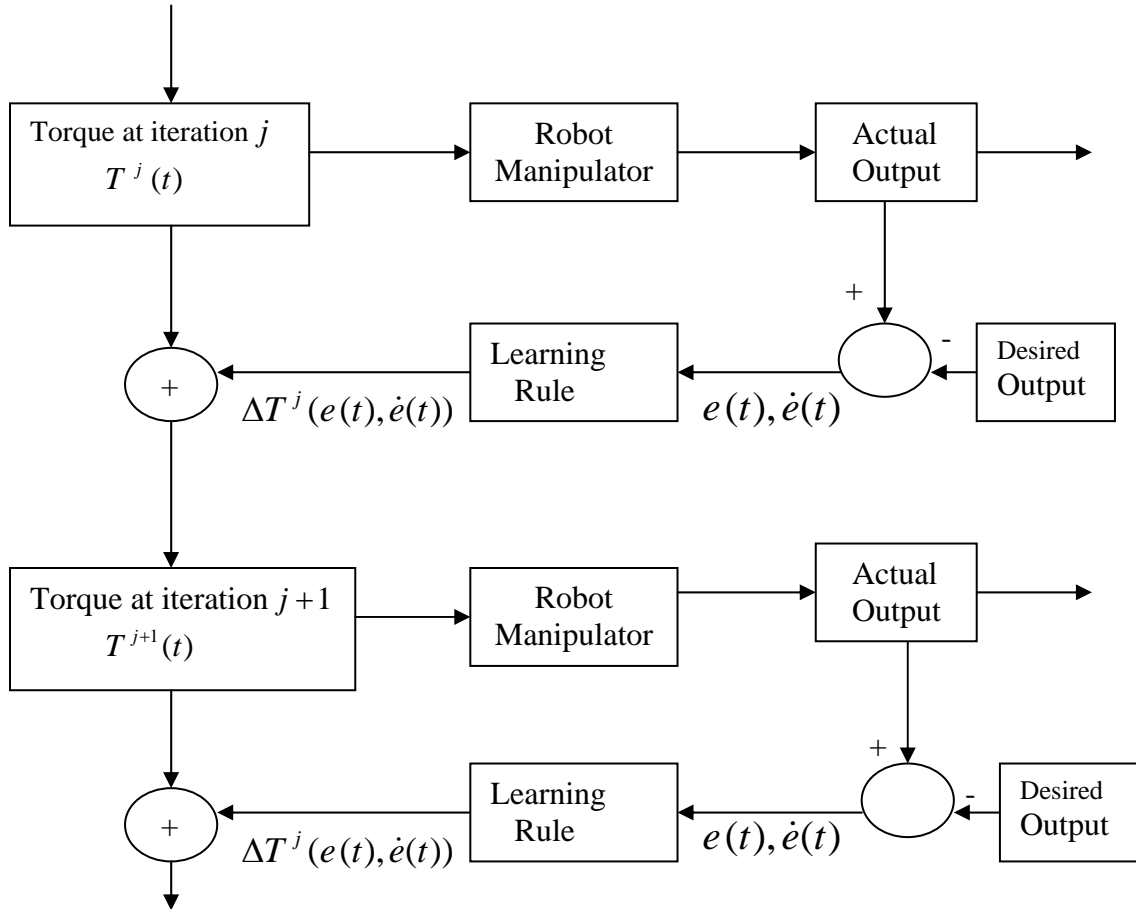 Torque at iteration j
T^j(t)
Robot
Manipulator
Actual
Output
+
-
Desired
Output
Learning
Rule
e(t), ė(t)
ΔT^j(e(t), ė(t))
+
Torque at iteration j+1
T^{j+1}(t)
Robot
Manipulator
Actual
Output
+
-
Desired
Output
Learning
Rule
e(t), ė(t)
ΔT^j(e(t), ė(t))
+